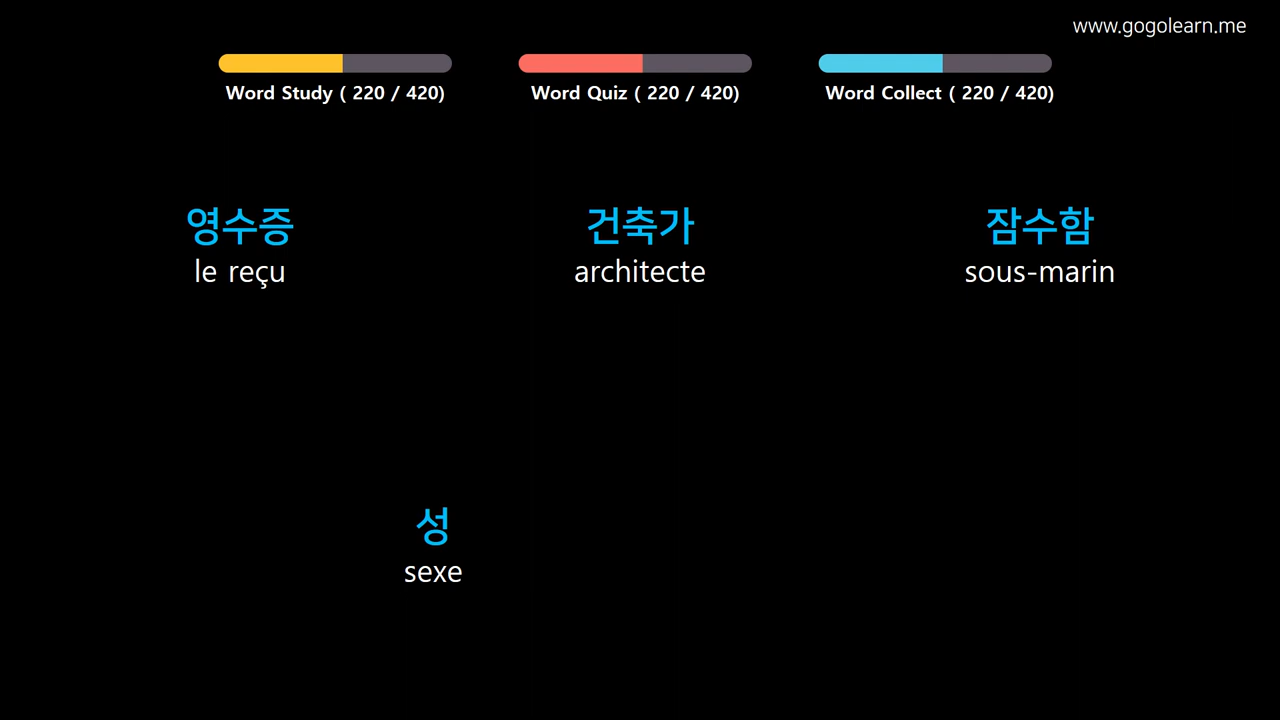 www.gogolearn.me
Word Study ( 220 / 420)
Word Quiz ( 220 / 420)
Word Collect ( 220 / 420)
영수증
le reçu
건축가
architecte
잠수함
sous-marin
성
sexe